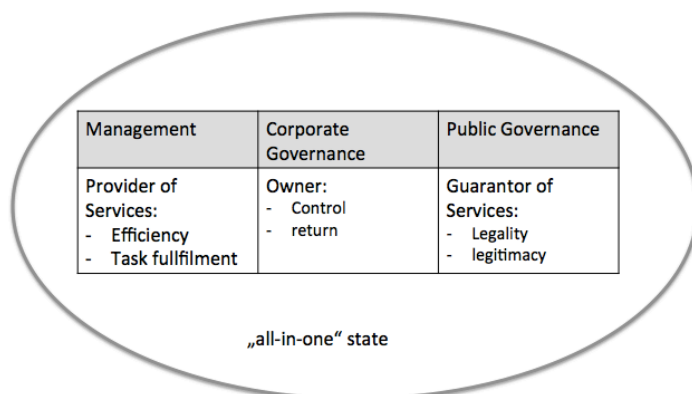 Management
Corporate
Governance
Public Governance
Provider of
Services:
- Efficiency
- Task fullfilment
Owner:
- Control
- return
Guarantor of
Services:
- Legality
- legitimacy
„all-in-one“ state